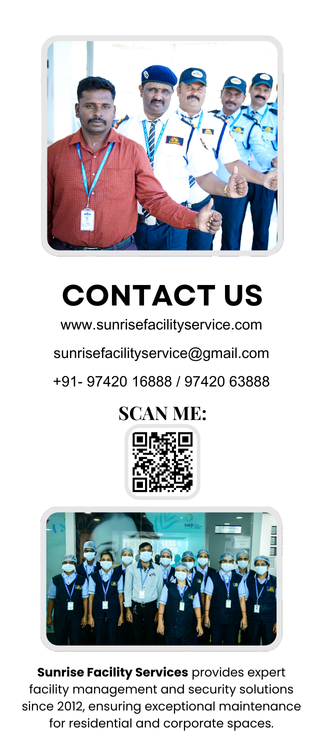 CONTACT US
www.sunrisefacilityservice.com
sunrisefacilityservice@gmail.com
+91- 97420 16888 / 97420 63888
SCAN ME:
Sunrise Facility Services provides expert
facility management and security solutions
since 2012, ensuring exceptional maintenance
for residential and corporate spaces.